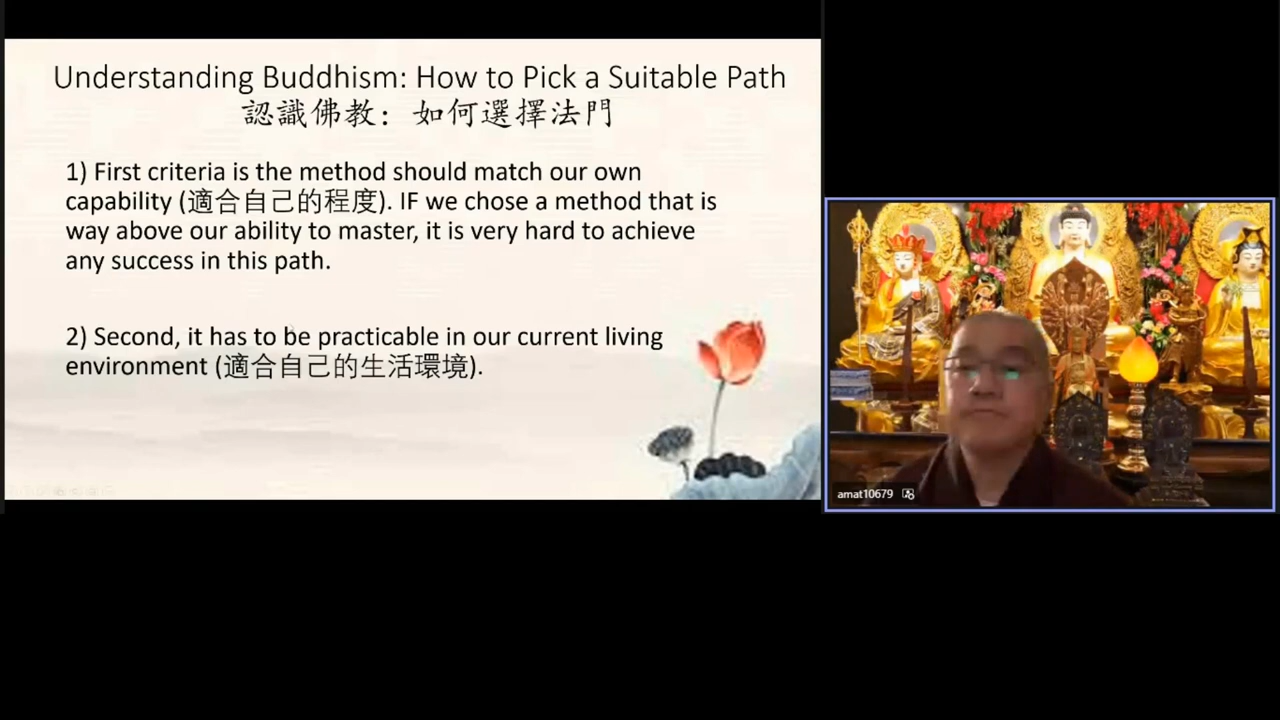 Understanding Buddhism: How to Pick a Suitable Path
認識佛教：如何選擇法門
1) First criteria is the method should match our own
capability (適合自己的程度). IF we chose a method that is
way above our ability to master, it is very hard to achieve
any success in this path.
2) Second, it has to be practicable in our current living
environment (適合自己的生活環境).
amat10679